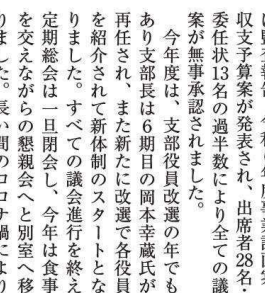 収支予算案が発表され、出席者28名・
委任状13名の過半数により全ての議
案が無事承認されました。
今年度は、支部役員改選の年でも
あり支部長は6期目の岡本幸蔵氏が
再任され、また新たに改選で各役員
を紹介されて新体制のスタートとな
りました。すべての議会進行を終え
定期総会は一旦閉会し、今年は食事
を交えながらの懇親会へと別室へ移
りました。長い間のコロナ禍により